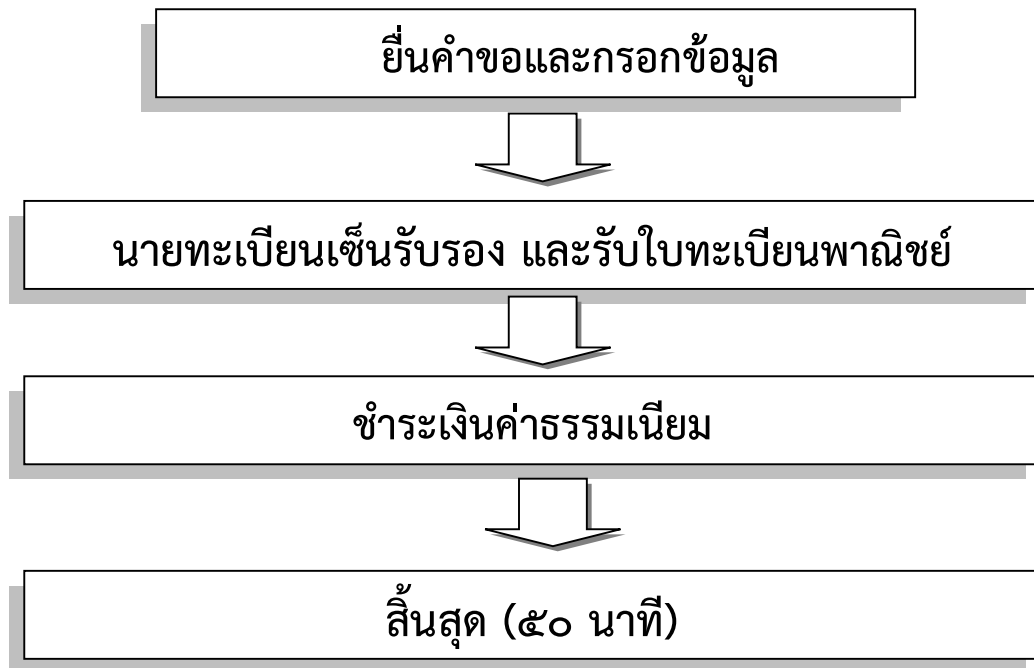 ยื่นคำขอและกรอกข้อมูล
นายทะเบียนเซ็นรับรอง และรับใบทะเบียนพาณิชย์
ชำระเงินค่าธรรมเนียม
สิ้นสุด (๕๐ นาที)